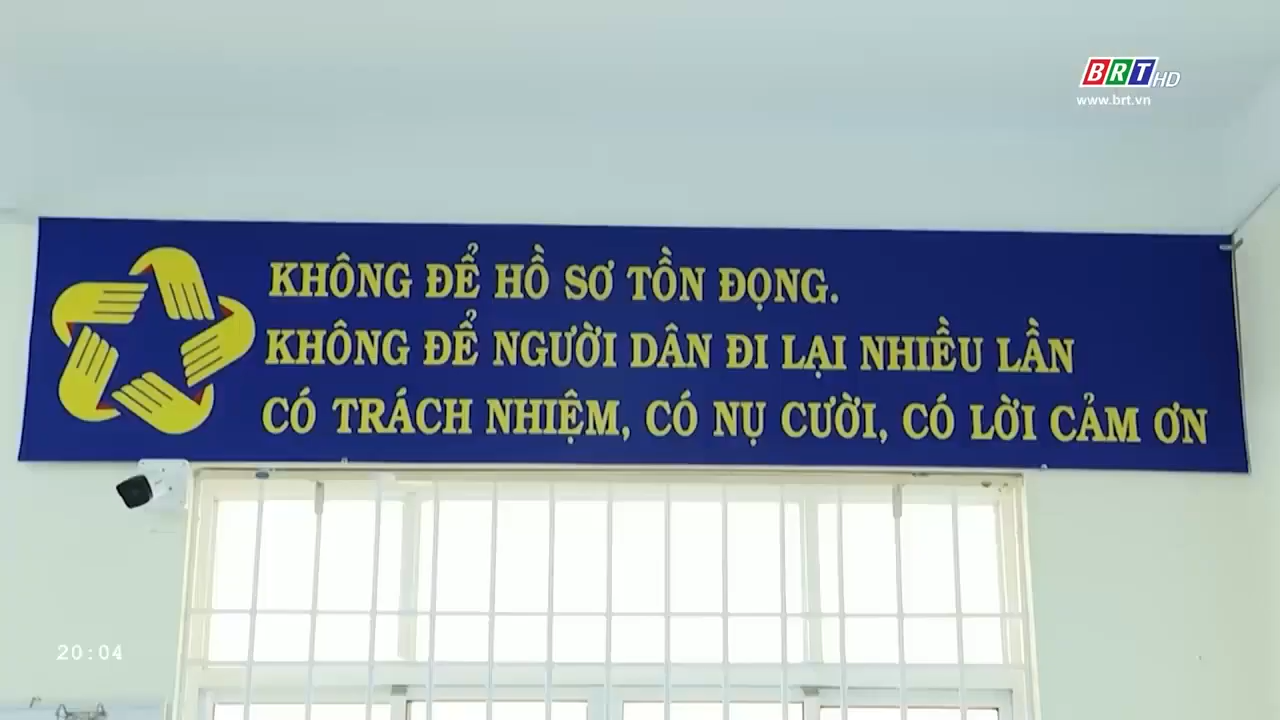 BRT HD
www.brt.vn
KHÔNG ĐỂ HỒ SƠ TỒN ĐỌNG.
KHÔNG ĐỂ NGƯỜI DÂN ĐI LẠI NHIỀU LẦN
CÓ TRÁCH NHIỆM, CÓ NỤ CƯỜI, CÓ LỜI CẢM ƠN
20:04